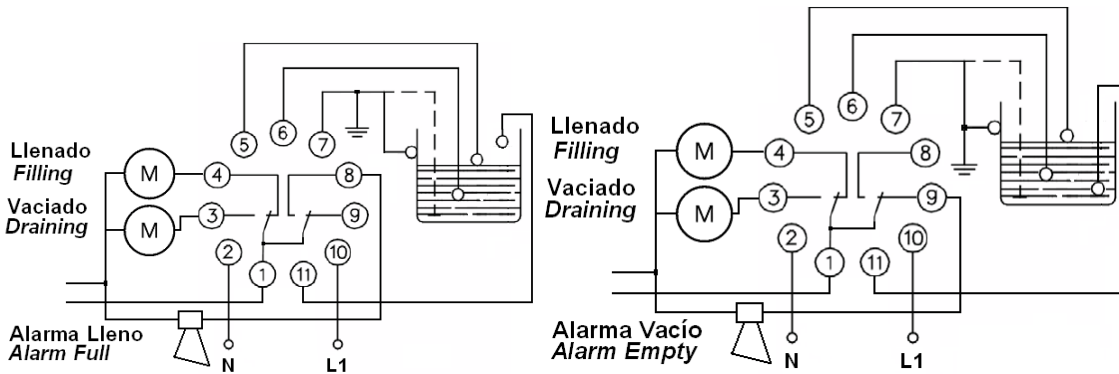 5
6
7
Llenado
Filling
M
4
8
Vaciado
Draining
M
3
9
2
10
1
11
Alarma Lleno
Alarm Full
N
L1
5
6
7
Llenado
Filling
M
4
8
Vaciado
Draining
M
3
9
2
10
1
11
Alarma Vacío
Alarm Empty
N
L1